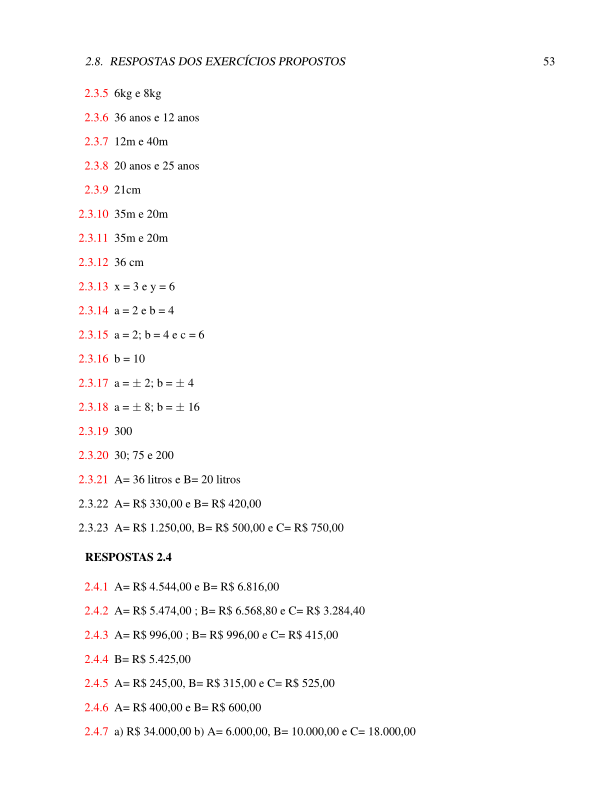 2.8. RESPOSTAS DOS EXERCÍCIOS PROPOSTOS 53
2.3.5 6kg e 8kg
2.3.6 36 anos e 12 anos
2.3.7 12m e 40m
2.3.8 20 anos e 25 anos
2.3.9 21cm
2.3.10 35m e 20m
2.3.11 35m e 20m
2.3.12 36 cm
2.3.13 x = 3 e y = 6
2.3.14 a = 2 e b = 4
2.3.15 a = 2; b = 4 e c = 6
2.3.16 b = 10
2.3.17 a = ± 2; b = ± 4
2.3.18 a = ± 8; b = ± 16
2.3.19 300
2.3.20 30; 75 e 200
2.3.21 A= 36 litros e B= 20 litros
2.3.22 A= R$ 330,00 e B= R$ 420,00
2.3.23 A= R$ 1.250,00, B= R$ 500,00 e C= R$ 750,00
RESPOSTAS 2.4
2.4.1 A= R$ 4.544,00 e B= R$ 6.816,00
2.4.2 A= R$ 5.474,00 ; B= R$ 6.568,80 e C= R$ 3.284,40
2.4.3 A= R$ 996,00 ; B= R$ 996,00 e C= R$ 415,00
2.4.4 B= R$ 5.425,00
2.4.5 A= R$ 245,00, B= R$ 315,00 e C= R$ 525,00
2.4.6 A= R$ 400,00 e B= R$ 600,00
2.4.7 a) R$ 34.000,00 b) A= 6.000,00, B= 10.000,00 e C= 18.000,00